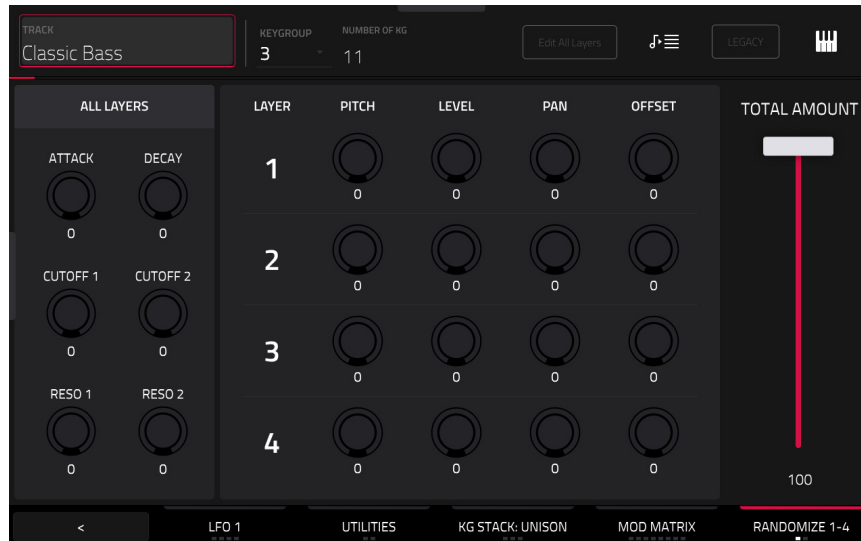 TRACK
Classic Bass
KEYGROUP
3
NUMBER OF KG
11
Edit All Layers
LEGACY
ALL LAYERS
ATTACK DECAY
0 0
CUTOFF 1 CUTOFF 2
0 0
RESO 1 RESO 2
0 0
LAYER PITCH LEVEL PAN OFFSET
1
0 0 0 0
2
0 0 0 0
3
0 0 0 0
4
0 0 0 0
TOTAL AMOUNT
100
< LFO 1 UTILITIES KG STACK: UNISON MOD MATRIX RANDOMIZE 1-4